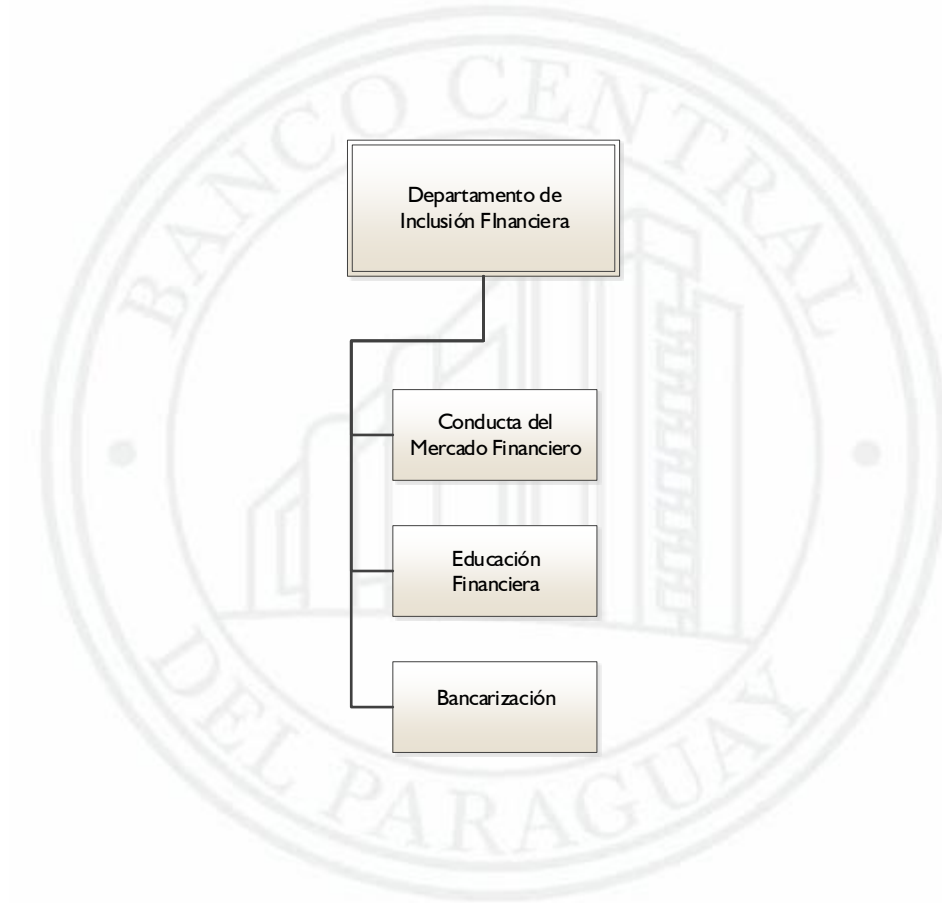 BANCO CENTRAL
DEL PARAGUAY
Departamento de
Inclusión FInanciera
Conducta del
Mercado Financiero
Educación
Financiera
Bancarización